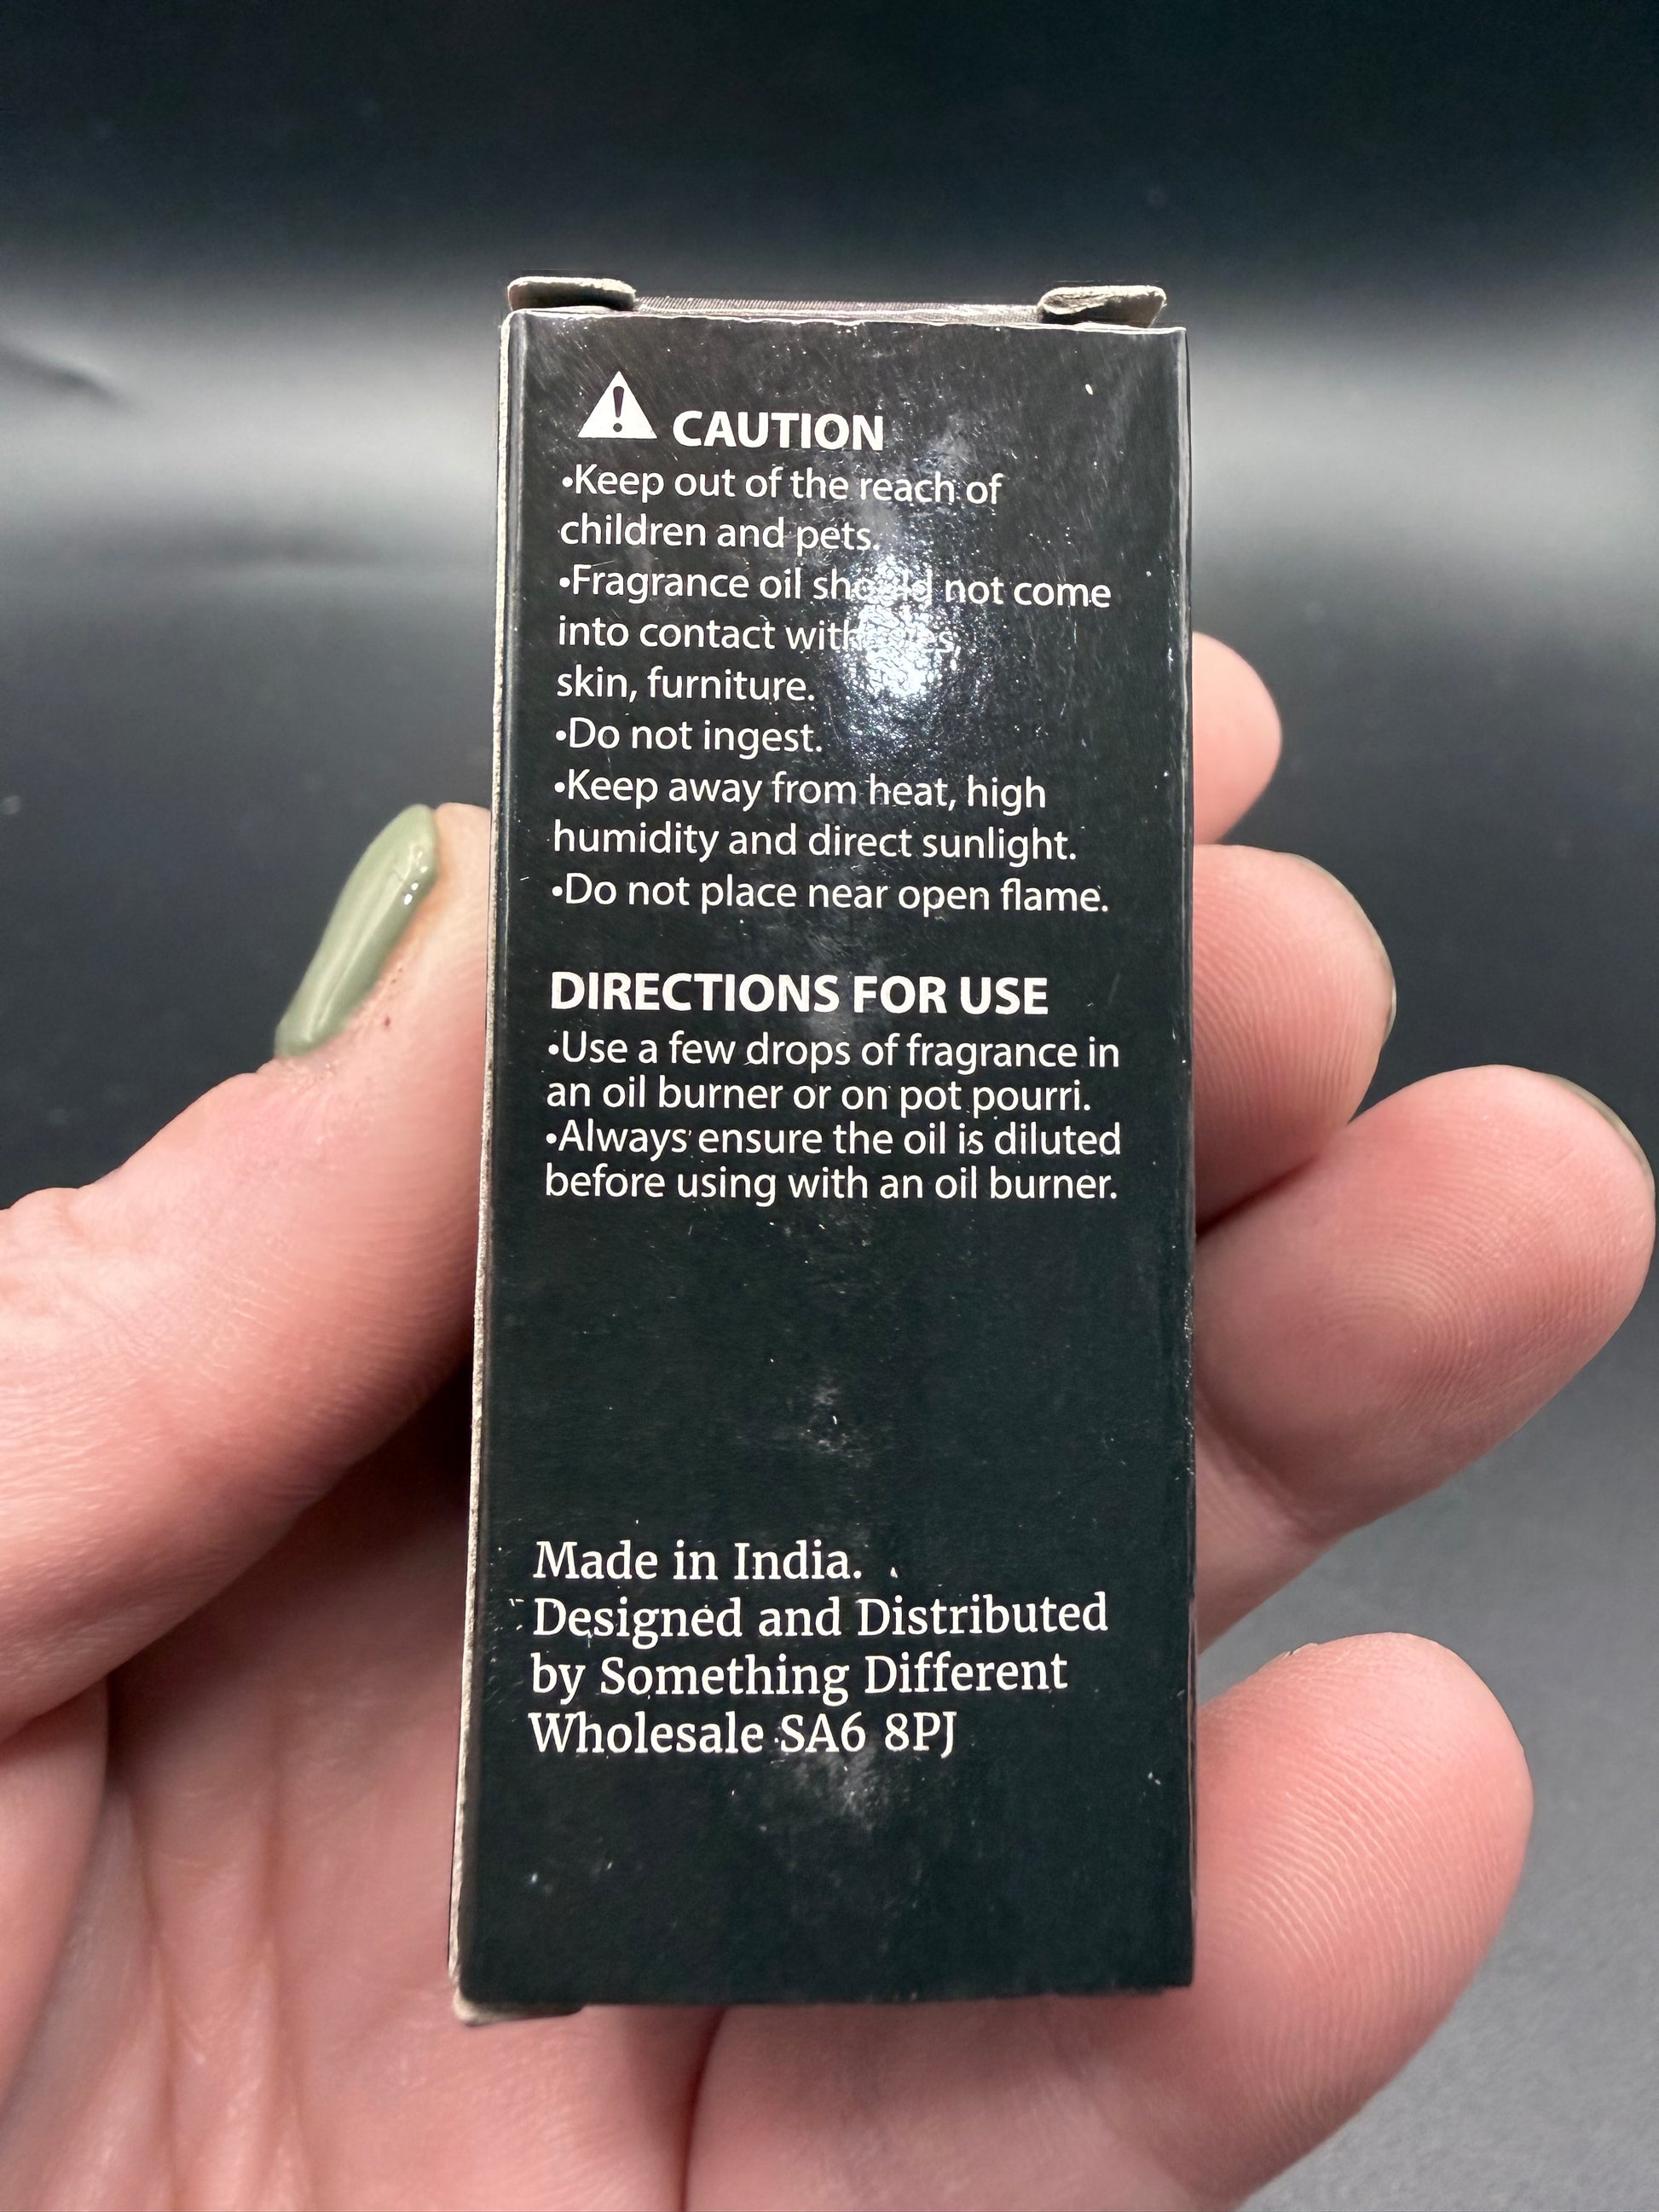 CAUTION
•Keep out of the reach of
children and pets.
•Fragrance oil should not come
into contact with
skin, furniture.
•Do not ingest.
•Keep away from heat, high
humidity and direct sunlight.
•Do not place near open flame.
DIRECTIONS FOR USE
•Use a few drops of fragrance in
an oil burner or on pot pourri.
•Always ensure the oil is diluted
before using with an oil burner.
Made in India.
Designed and Distributed
by Something Different
Wholesale SA6 8PJ